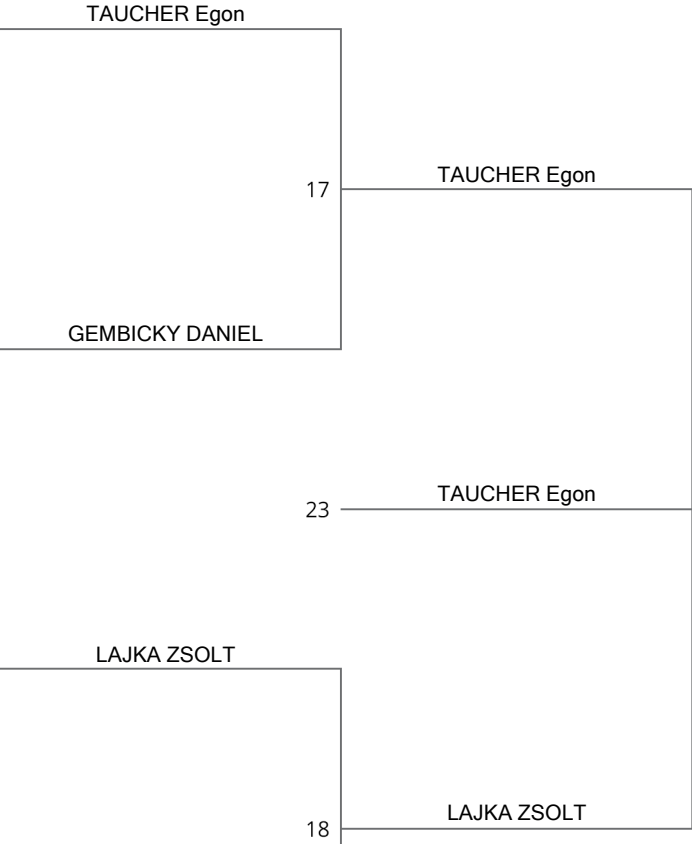 TAUCHER Egon
17
TAUCHER Egon
GEMBICKY DANIEL
23
TAUCHER Egon
LAJKA ZSOLT
18
LAJKA ZSOLT